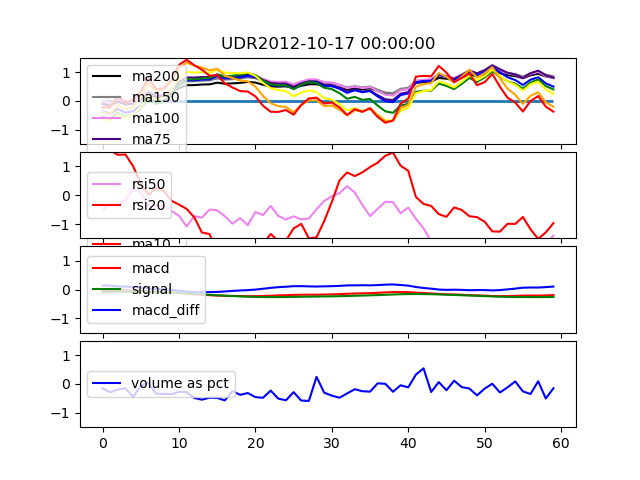 UDR2012-10-17 00:00:00
1
0
−1
ma200
ma150
ma100
ma75
1
0
−1
rsi50
rsi20
ma10
1
0
−1
macd
signal
macd_diff
1
0
−1
volume as pct
0 10 20 30 40 50 60